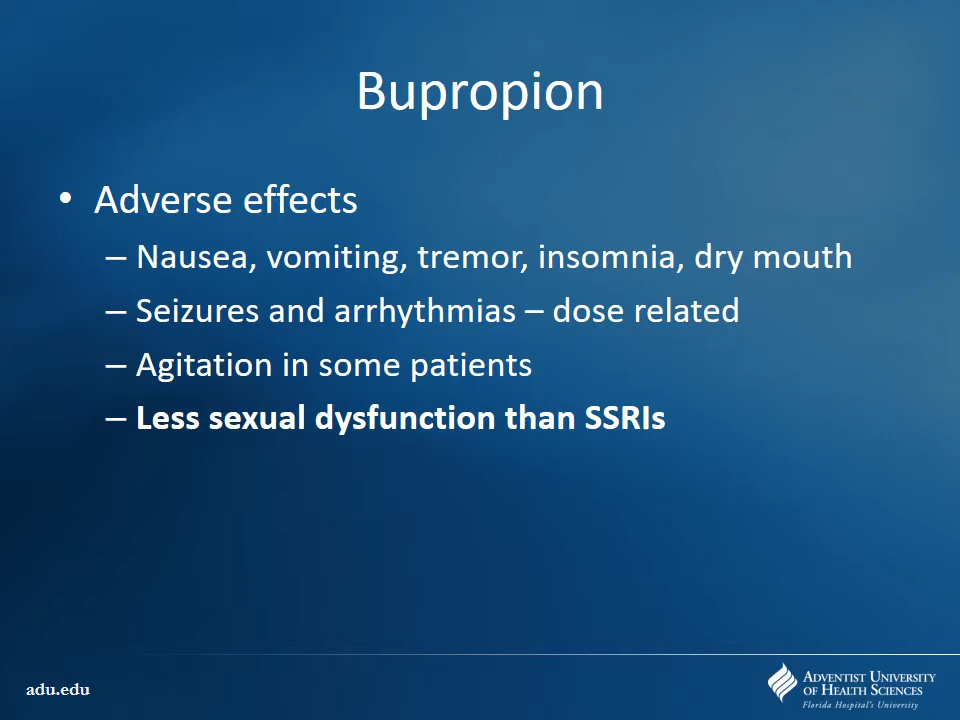 Bupropion
• Adverse effects
– Nausea, vomiting, tremor, insomnia, dry mouth
– Seizures and arrhythmias – dose related
– Agitation in some patients
– Less sexual dysfunction than SSRIs
adu.edu
ADVENTIST UNIVERSITY
OF HEALTH SCIENCES
Florida Hospital's University